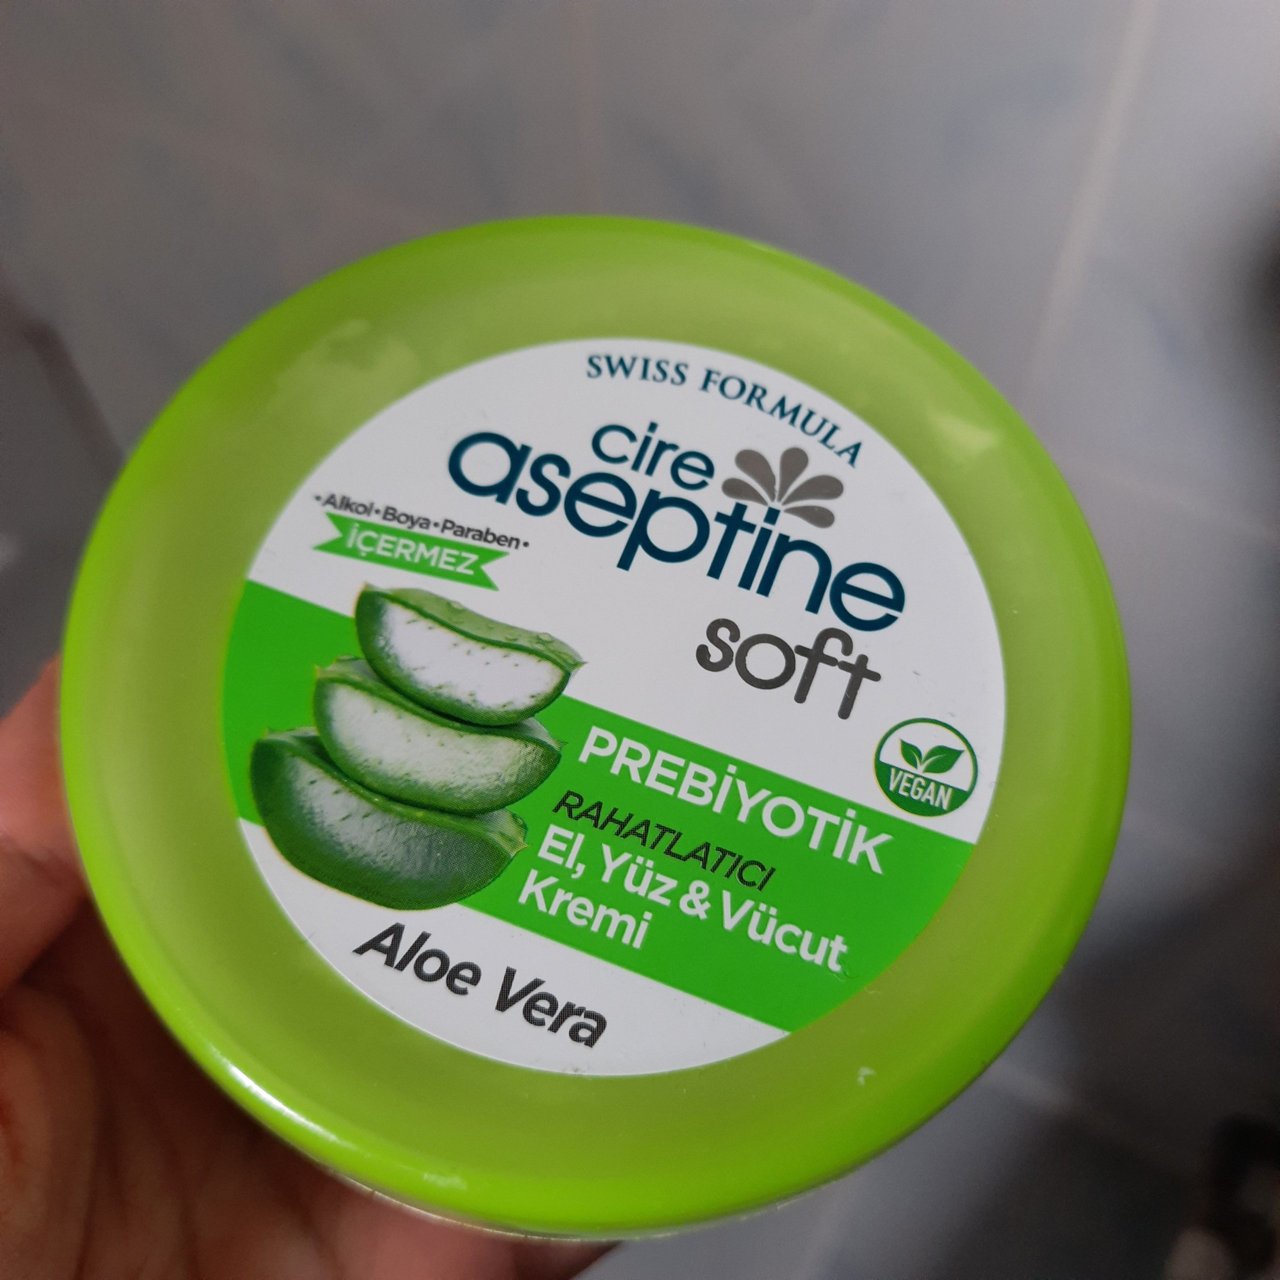 SWISS FORMULA
cire
aseptine
soft
•Alkol•Boya•Paraben•
İÇERMEZ
VEGAN
PREBİYOTİK
RAHATLATICI
El, Yüz & Vücut
Kremi
Aloe Vera